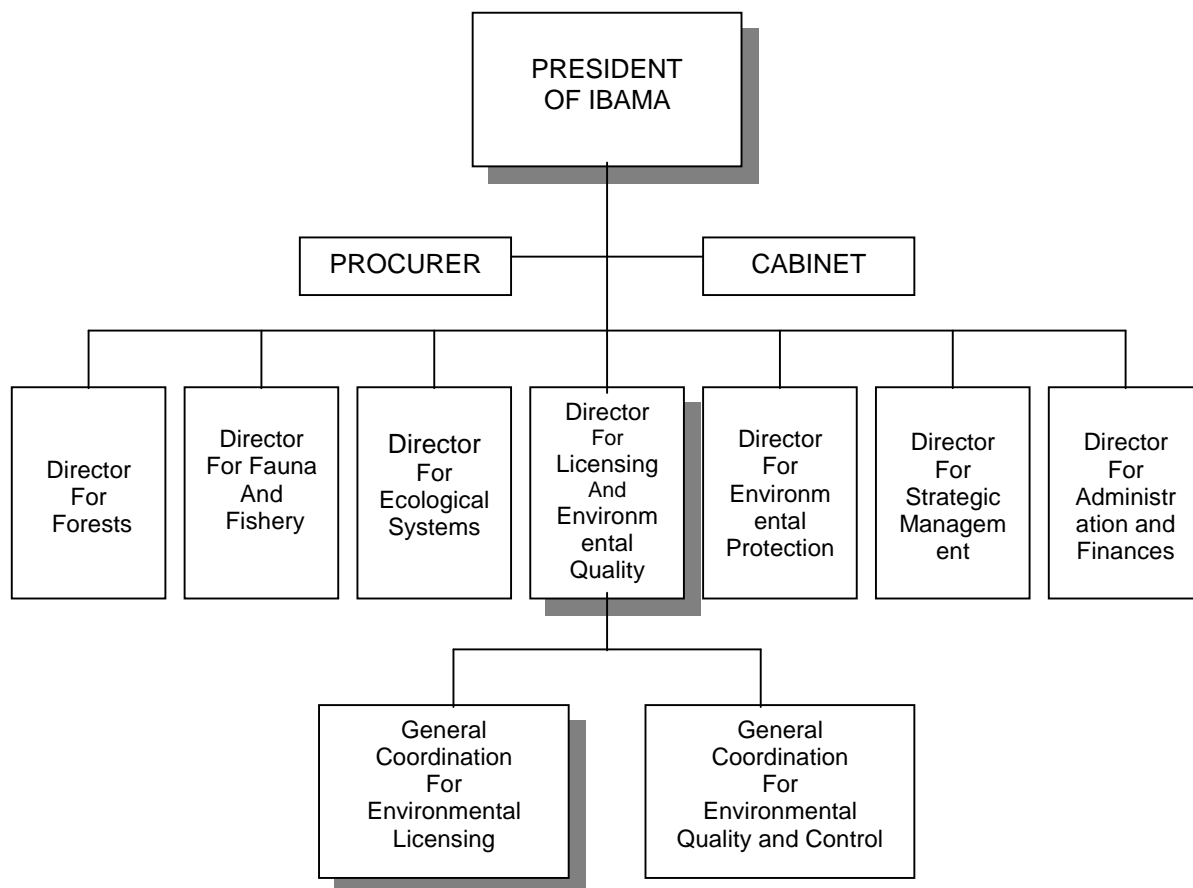 PRESIDENT
OF IBAMA
PROCURER
CABINET
Director
For
Forests
Director
For Fauna
And
Fishery
Director
For
Ecological
Systems
Director
For
Licensing
And
Environm
ental
Quality
Director
For
Environm
ental
Protection
Director
For
Strategic
Managem
ent
Director
For
Administr
ation and
Finances
General
Coordination
For
Environmental
Licensing
General
Coordination
For
Environmental
Quality and Control